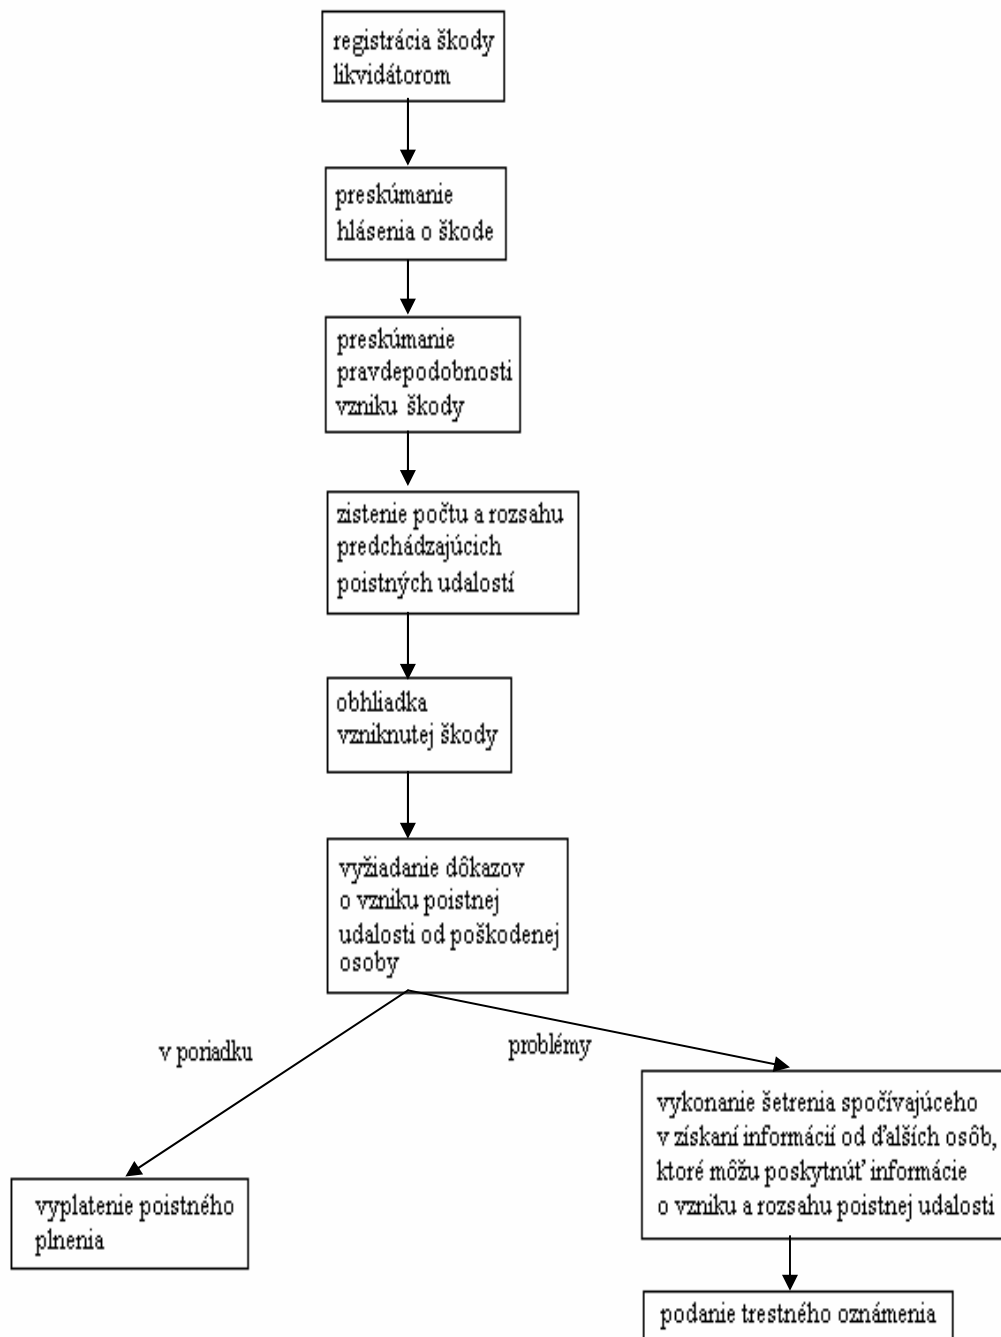 registrácia škody
likvidátorom
preskúmanie
hlásenia o škode
preskúmanie
pravdepodobnosti
vzniku škody
zistenie počtu a rozsahu
predchádzajúcich
poistných udalostí
obhliadka
vzniknutej škody
vyžiadanie dôkazov
o vzniku poistnej
udalosti od poškodenej
osoby
v poriadku
problémy
vyplatenie poistného
plnenia
vykonanie šetrenia spočívajúceho
v získaní informácií od ďalších osôb,
ktoré môžu poskytnúť informácie
o vzniku a rozsahu poistnej udalosti
podanie trestného oznámenia